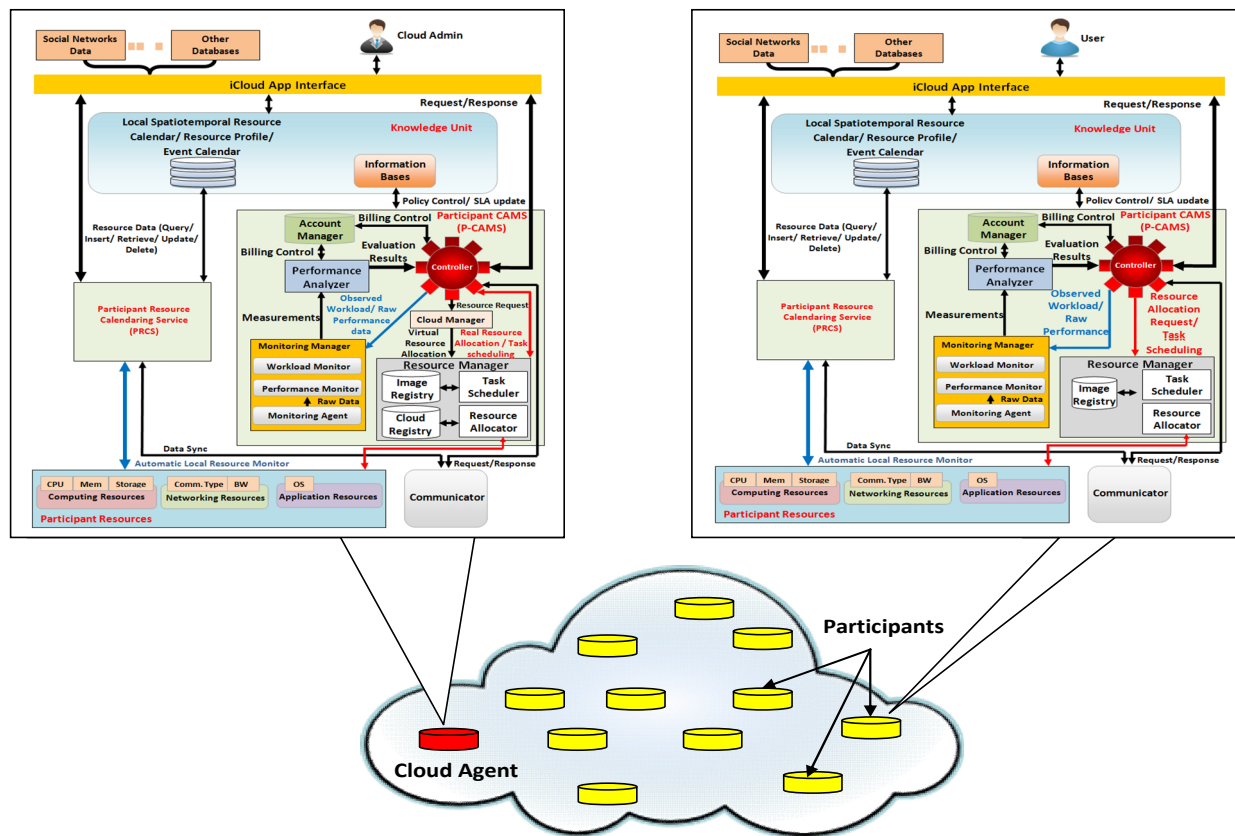 Social Networks
Data
Other
Databases
Cloud Admin
iCloud App Interface
Request/Response
Local Spatiotemporal Resource
Calendar/ Resource Profile/
Event Calendar
Knowledge Unit
Information
Bases
Policy Control/ SLA update
Resource Data (Query/
Insert/ Retrieve/ Update/
Delete)
Account
Manager
Billing Control
Participant CAMS
(P-CAMS)
Billing Control
Evaluation
Results
Controller
Performance
Analyzer
Participant Resource
Calendaring Service
(PRCS)
Measurements
Observed
Workload/ Raw
Performance
data
Resource Request
Cloud Manager
Virtual
Resource
Allocation
Real Resource
Allocation / Task
scheduling
Monitoring Manager
Workload Monitor
Performance Monitor
Raw Data
Monitoring Agent
Resource Manager
Image
Registry
Task
Scheduler
Cloud
Registry
Resource
Allocator
Data Sync
Automatic Local Resource Monitor
Request/Response
CPU
Mem
Storage
Computing Resources
Comm. Type
BW
Networking Resources
OS
Application Resources
Participant Resources
Communicator
Social Networks
Data
Other
Databases
User
iCloud App Interface
Request/Response
Local Spatiotemporal Resource
Calendar/ Resource Profile/
Event Calendar
Knowledge Unit
Information
Bases
Policy Control/ SLA update
Resource Data (Query/
Insert/ Retrieve/ Update/
Delete)
Account
Manager
Billing Control
Participant CAMS
(P-CAMS)
Billing Control
Evaluation
Results
Controller
Performance
Analyzer
Participant Resource
Calendaring Service
(PRCS)
Measurements
Observed
Workload/ Raw
Performance
Resource
Allocation
Request/
Task
Scheduling
Monitoring Manager
Workload Monitor
Performance Monitor
Raw Data
Monitoring Agent
Resource Manager
Image
Registry
Task
Scheduler
Resource
Allocator
Data Sync
Automatic Local Resource Monitor
Request/Response
CPU
Mem
Storage
Computing Resources
Comm. Type
BW
Networking Resources
OS
Application Resources
Participant Resources
Communicator
Participants
Cloud Agent